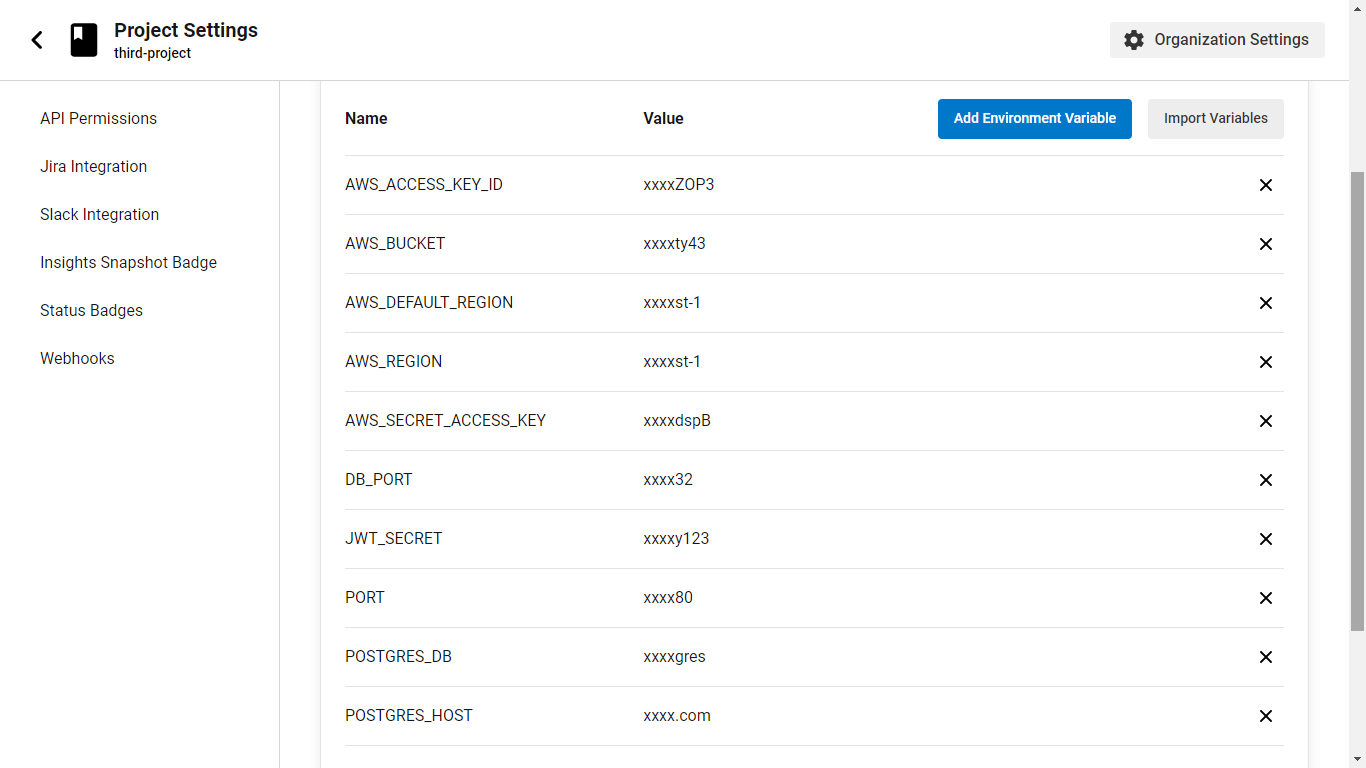 Project Settings
third-project
Organization Settings
API Permissions
Jira Integration
Slack Integration
Insights Snapshot Badge
Status Badges
Webhooks
Name Value Add Environment Variable Import Variables
AWS_ACCESS_KEY_ID xxxxZOP3
AWS_BUCKET xxxxty43
AWS_DEFAULT_REGION xxxxst-1
AWS_REGION xxxxst-1
AWS_SECRET_ACCESS_KEY xxxxdspB
DB_PORT xxxx32
JWT_SECRET xxxxy123
PORT xxxx80
POSTGRES_DB xxxxgres
POSTGRES_HOST xxxx.com